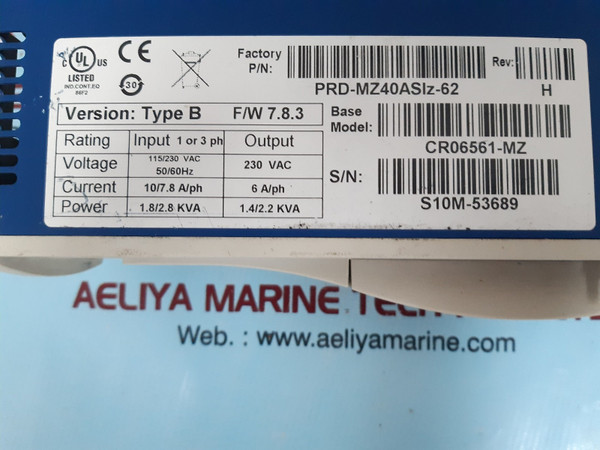 c UL us
LISTED
IND.CONT.EQ
86F2
30
Factory
P/N:
PRD-MZ40ASIz-62
Rev:
H
Version: Type B F/W 7.8.3
Base
Model:
CR06561-MZ
Rating Input 1 or 3 ph Output
Voltage 115/230 VAC 50/60Hz 230 VAC
Current 10/7.8 A/ph 6 A/ph
Power 1.8/2.8 KVA 1.4/2.2 KVA
S/N:
S10M-53689
AELIYA MARINE
Web. : www.aeliyamarine.com